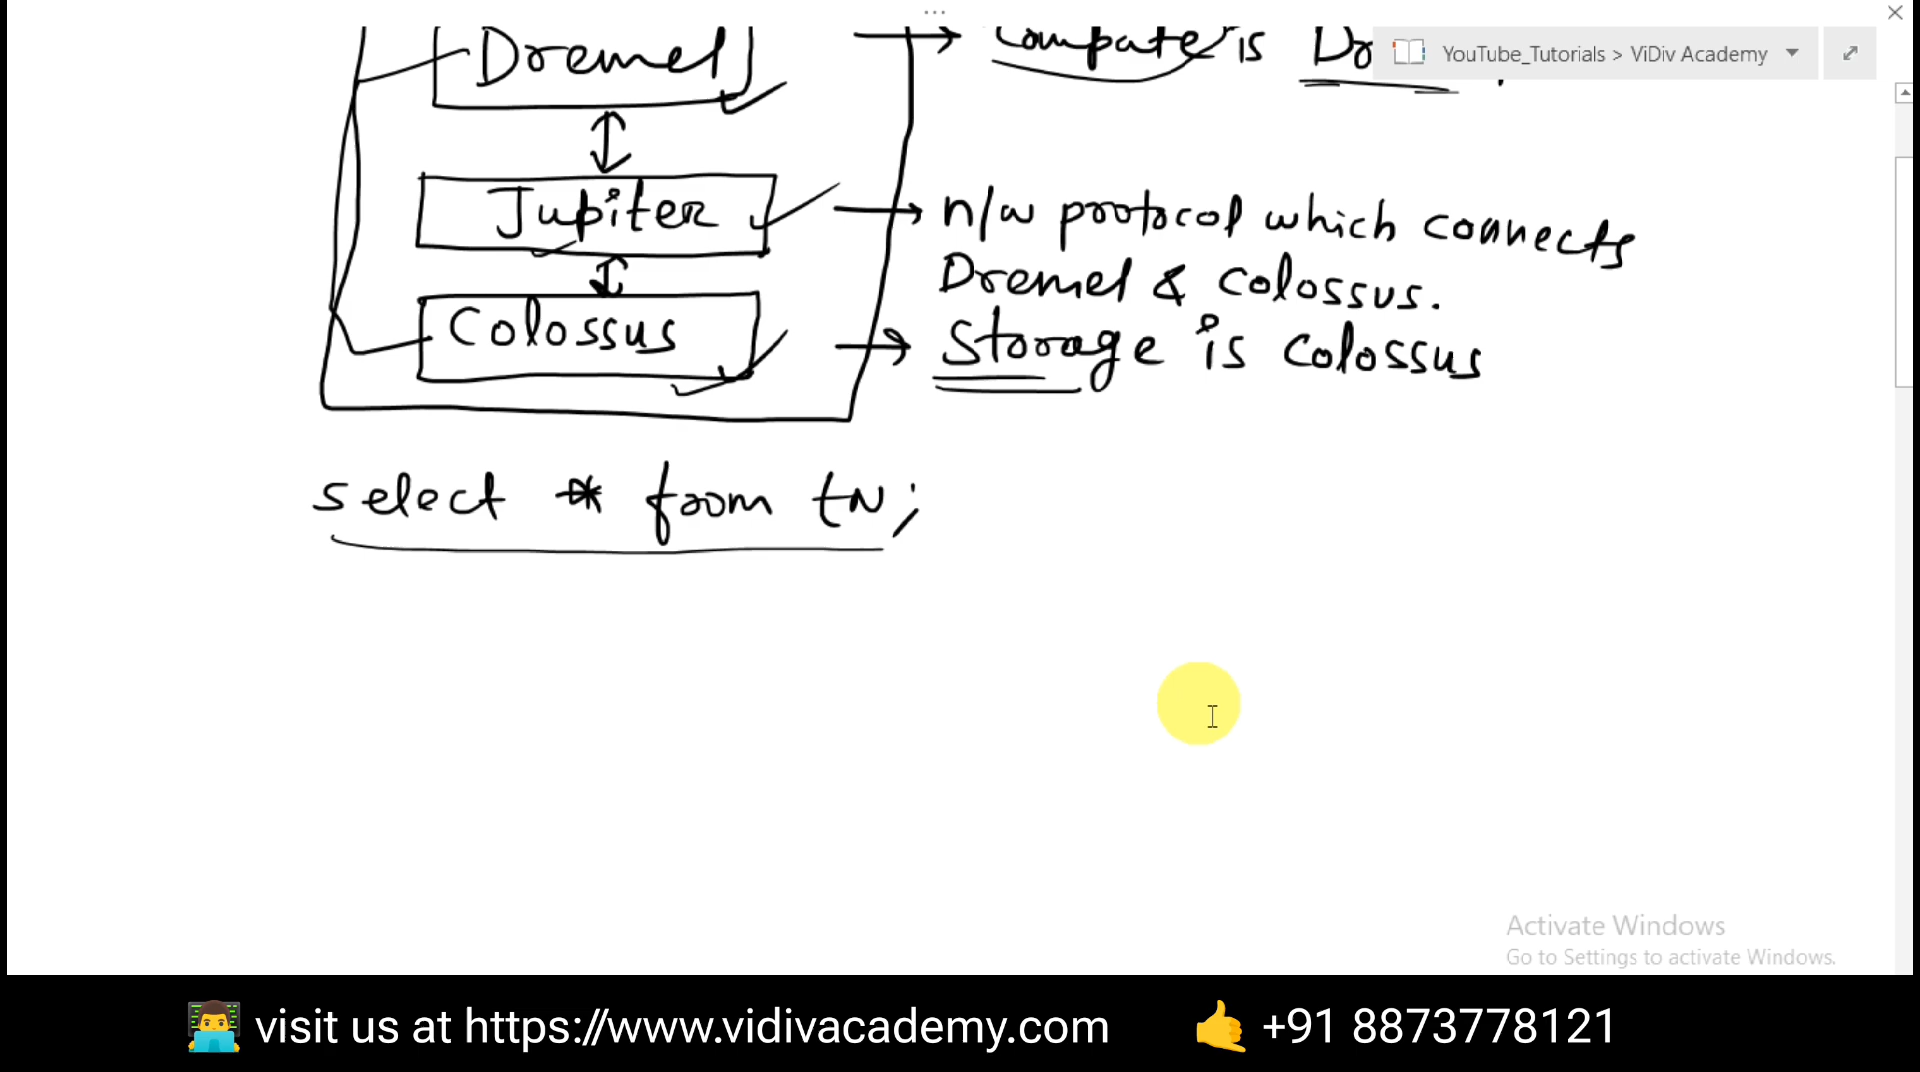 ...
Dremel
Compute is
YouTube_Tutorials > ViDiv Academy
Jupiter
n/w protocol which connects
Dremel & Colossus.
Colossus
Storage is Colossus
select * from tN;
Activate Windows
Go to Settings to activate Windows.
visit us at https://www.vidivacademy.com
+91 8873778121